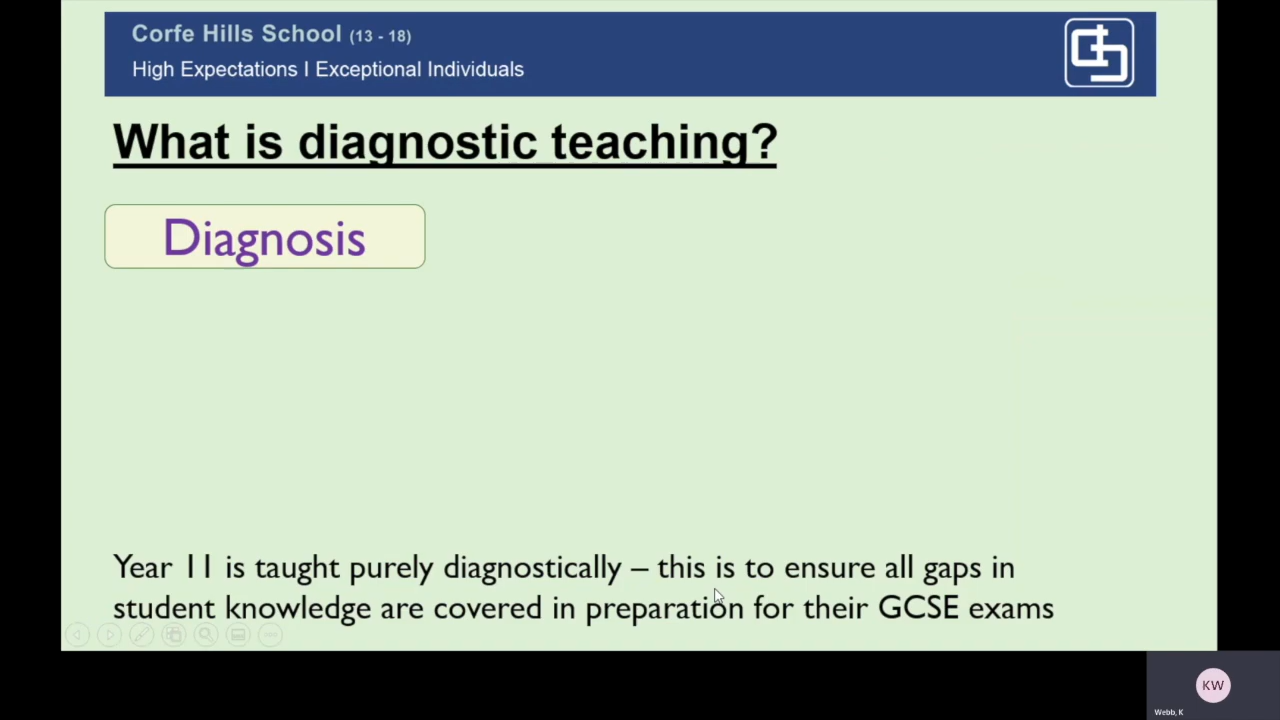 Corfe Hills School (13 - 18)
High Expectations I Exceptional Individuals
What is diagnostic teaching?
Diagnosis
Year 11 is taught purely diagnostically – this is to ensure all gaps in
student knowledge are covered in preparation for their GCSE exams
KW
Webb, K